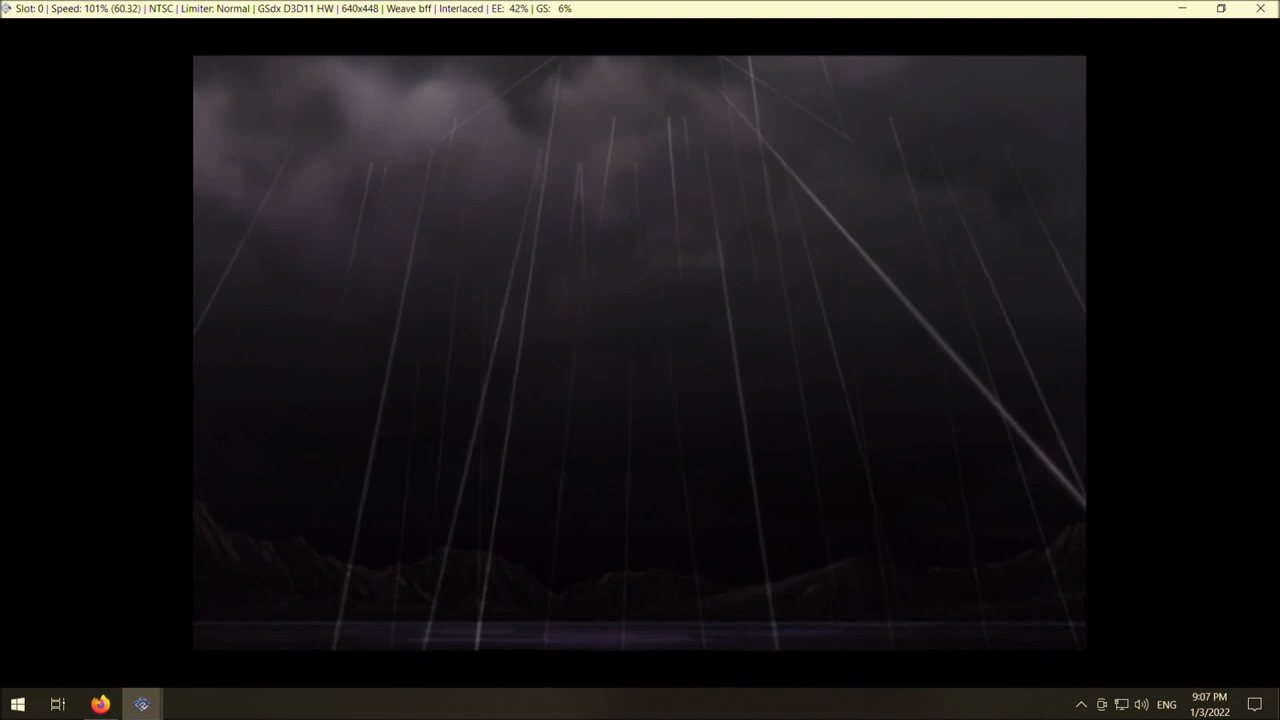 Slot: 0 | Speed: 101% (60.32) | NTSC | Limiter: Normal | GSdx D3D11 HW | 640x448 | Weave bff | Interlaced | EE: 42% | GS: 6%
ENG
9:07 PM
1/3/2022